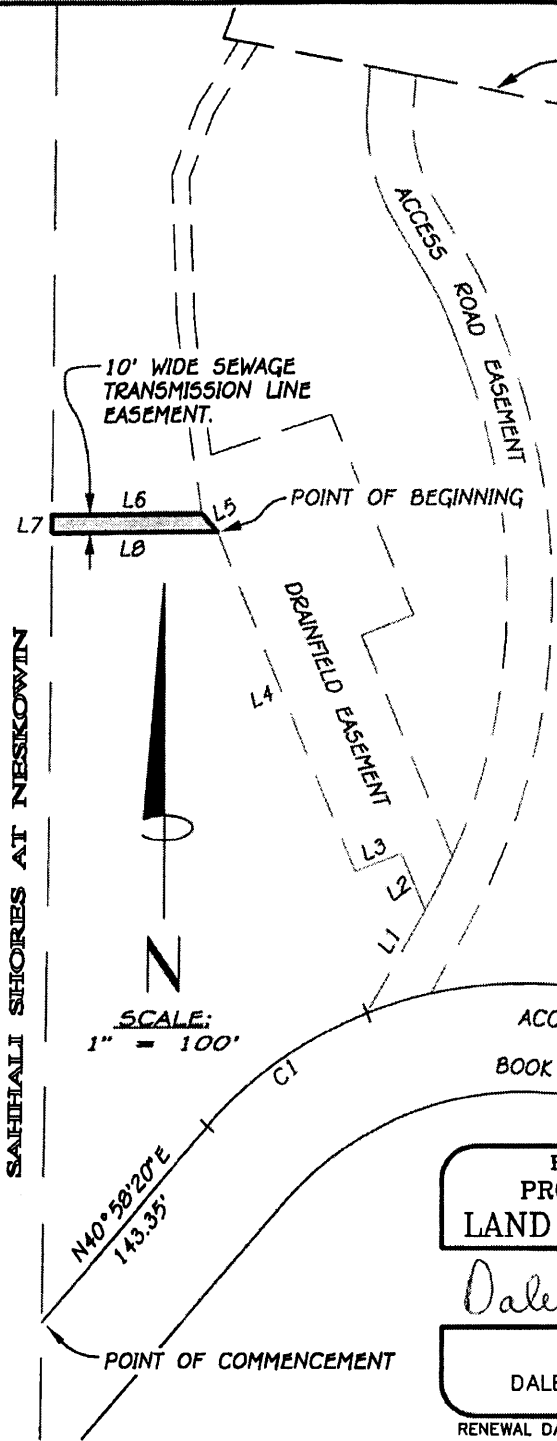 ACCESS ROAD EASEMENT
10' WIDE SEWAGE
TRANSMISSION LINE
EASEMENT.
L6
L5
POINT OF BEGINNING
L7
L8
DRAINFIELD EASEMENT
L4
SAHHALI SHORES AT NESKOWIN
L3
L2
L1
N
SCALE:
1" = 100'
C1
ACC
BOOK
N40°58'20"E
143.35'
PRO
LAND
Dale
POINT OF COMMENCEMENT
DALE
RENEWAL DA